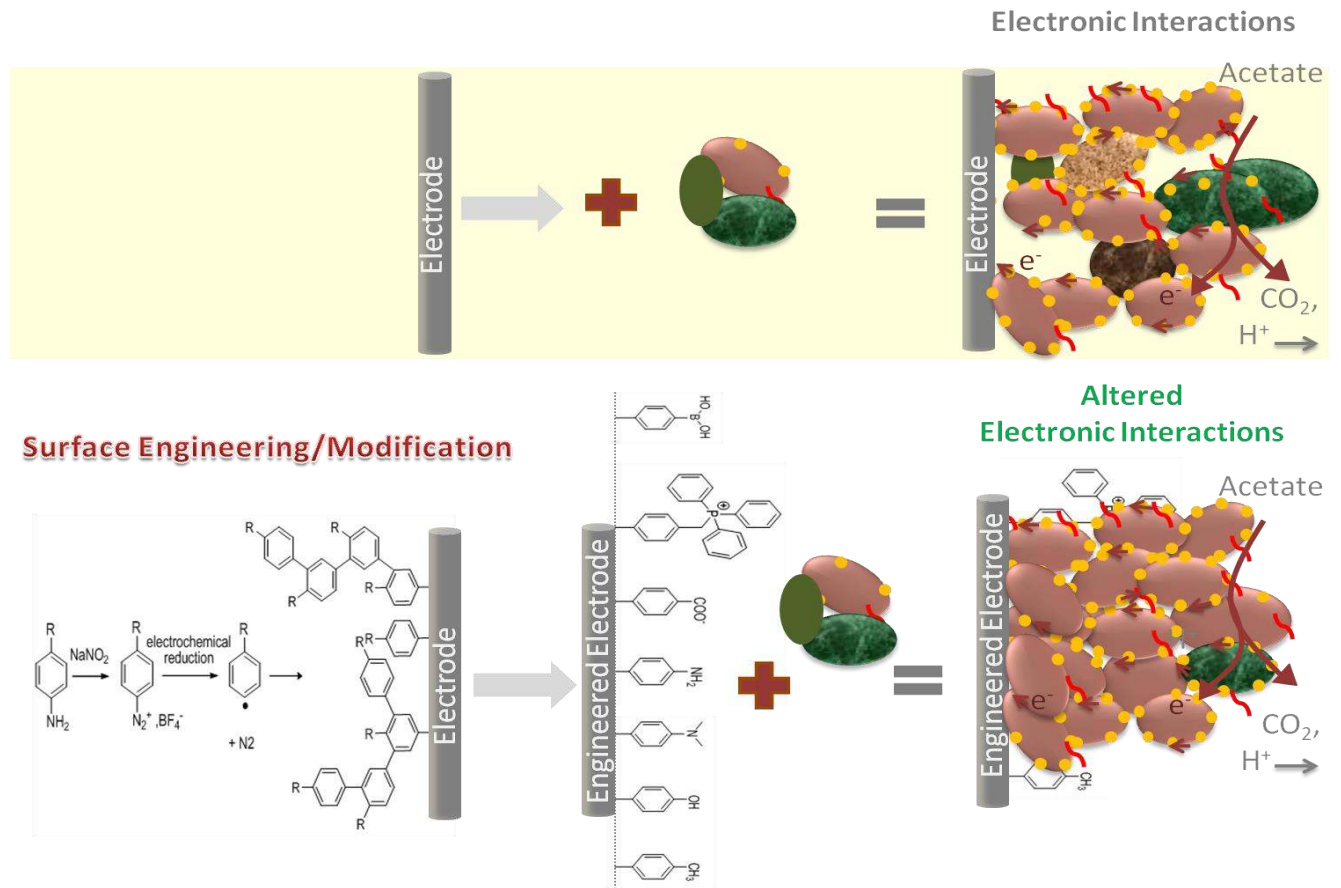 Electronic Interactions
Acetate
Electrode
Electrode
e-
e-
CO2,
H+
Altered
Electronic Interactions
Surface Engineering/Modification
HO
B
OH
P
⊕
COO-
NH2
N
OH
CH3
Engineered Electrode
R
NaNO2
NH2
R
N2+ ,BF4-
electrochemical
reduction
R
•
+ N2
R
R
R
R
R
R
R
R
R
R
Electrode
Engineered Electrode
P
⊕
Acetate
H+
e-
e-
CO2,
H+
CH3